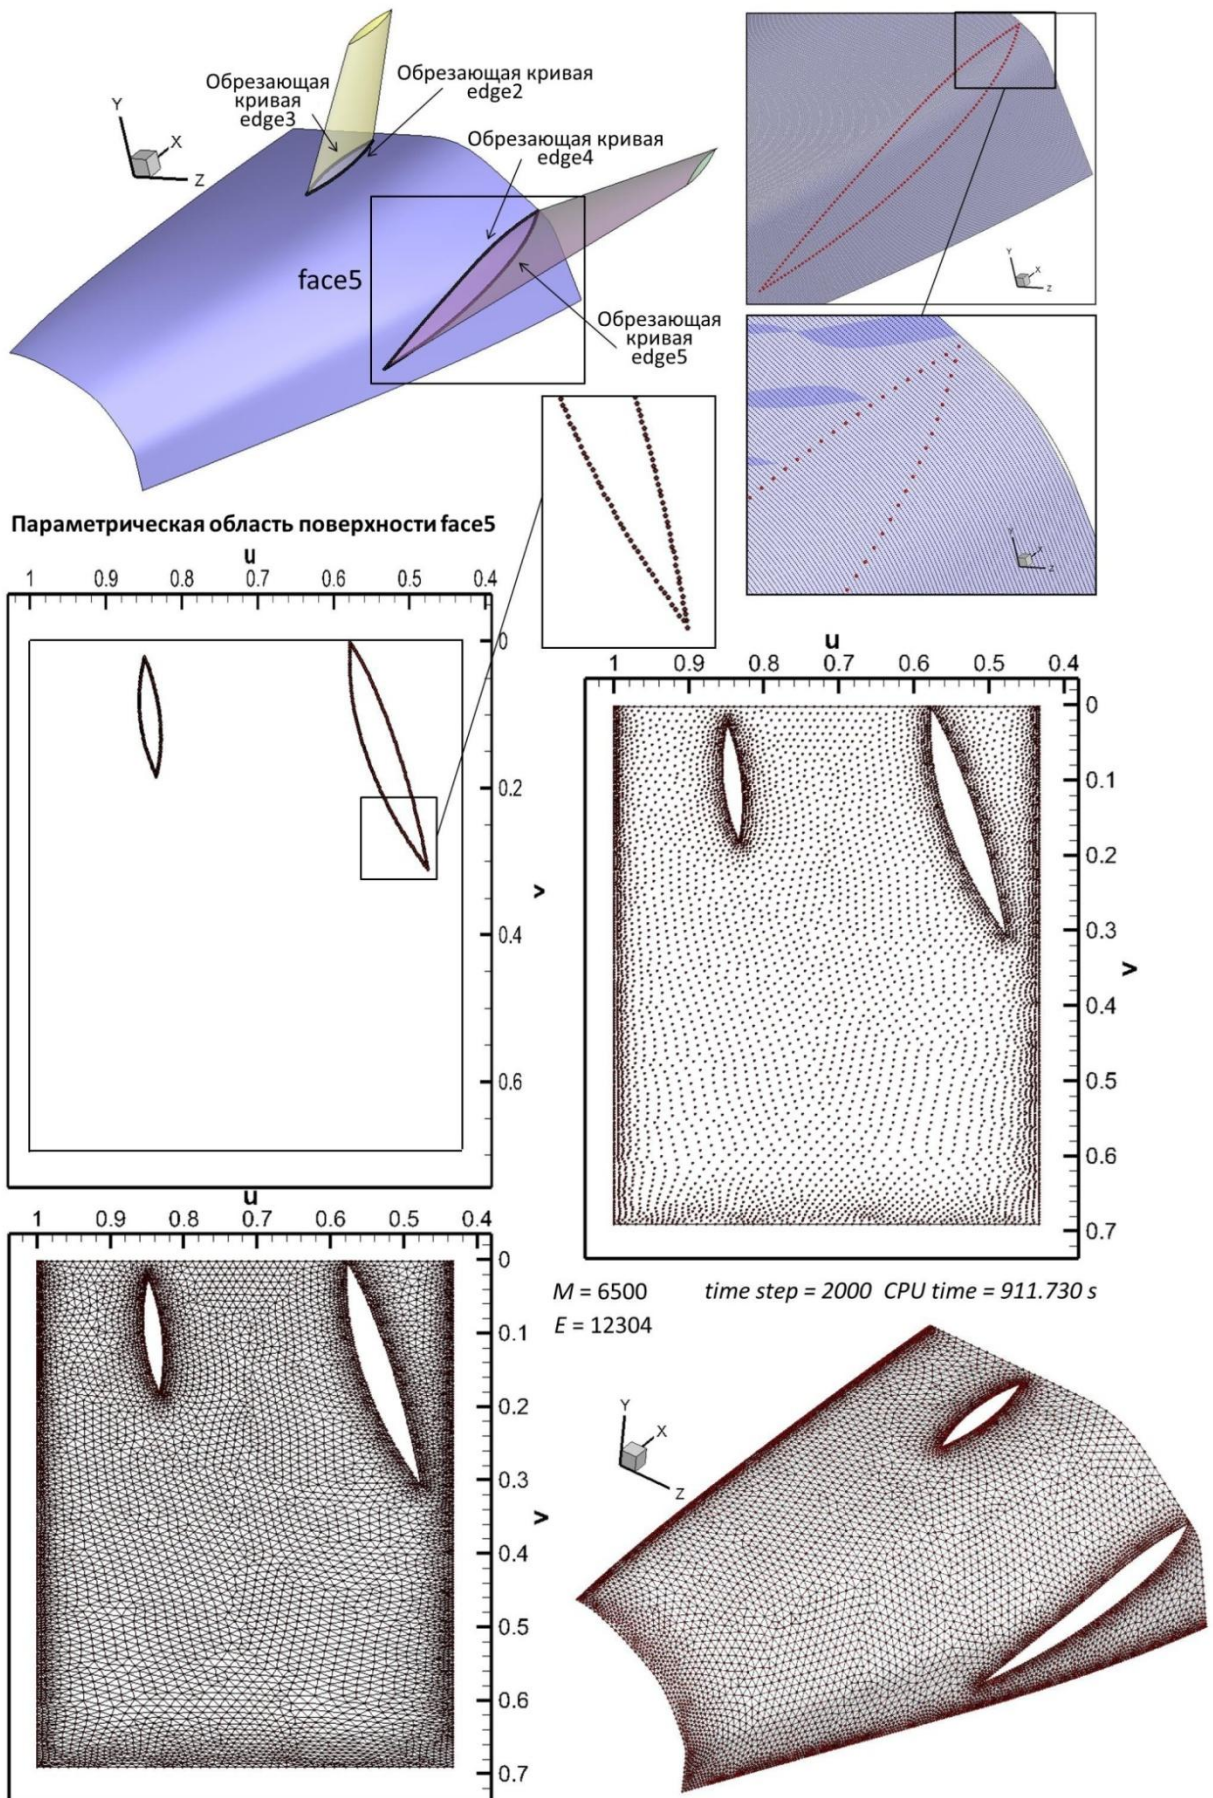 Обрезающая
кривая
edge3
Обрезающая кривая
edge2
Обрезающая кривая
edge4
face5
Обрезающая
кривая
edge5
Y
X
Z
Y
X
Z
Y
X
Z
Параметрическая область поверхности face5
u
1 0.9 0.8 0.7 0.6 0.5 0.4
0
0.2
0.4
0.6
v
u
1 0.9 0.8 0.7 0.6 0.5 0.4
0
0.1
0.2
0.3
0.4
0.5
0.6
0.7
v
u
1 0.9 0.8 0.7 0.6 0.5 0.4
0
0.1
0.2
0.3
0.4
0.5
0.6
0.7
v
M = 6500 time step = 2000 CPU time = 911.730 s
E = 12304
Y
X
Z